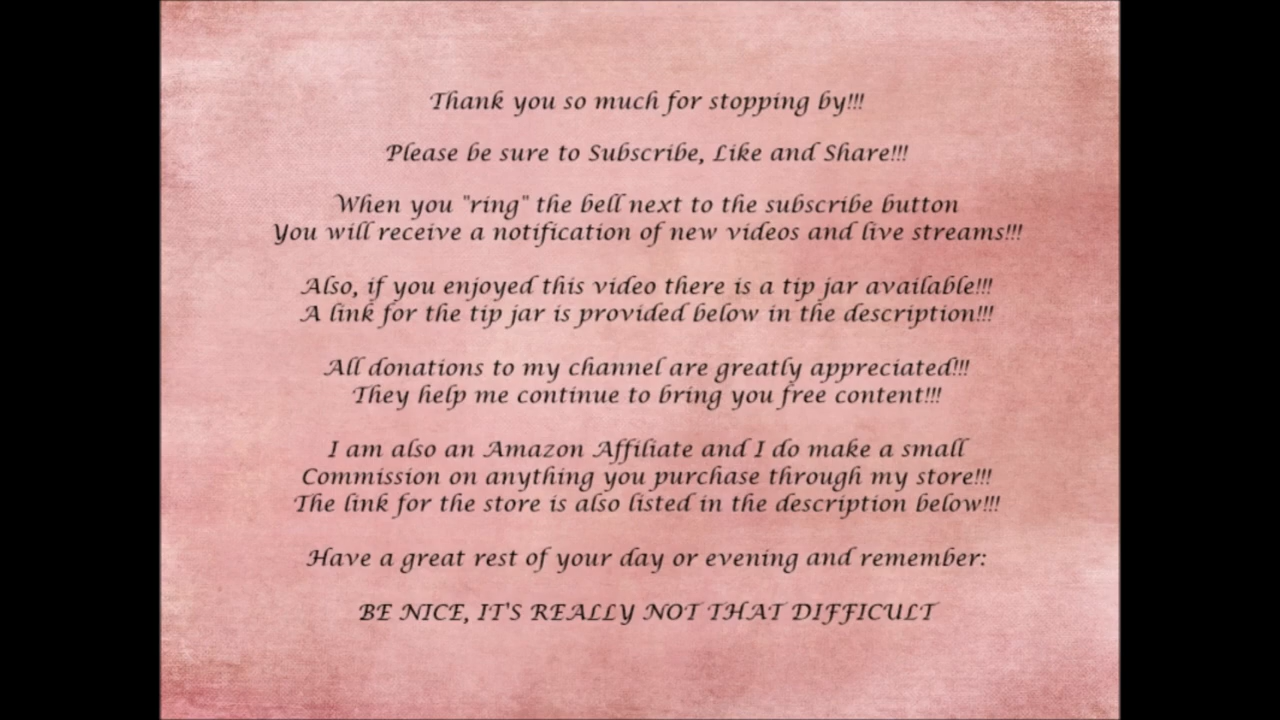 Thank you so much for stopping by!!!
Please be sure to Subscribe, Like and Share!!!
When you "ring" the bell next to the subscribe button
You will receive a notification of new videos and live streams!!!
Also, if you enjoyed this video there is a tip jar available!!!
A link for the tip jar is provided below in the description!!!
All donations to my channel are greatly appreciated!!!
They help me continue to bring you free content!!!
I am also an Amazon Affiliate and I do make a small
Commission on anything you purchase through my store!!!
The link for the store is also listed in the description below!!!
Have a great rest of your day or evening and remember:
BE NICE, IT'S REALLY NOT THAT DIFFICULT